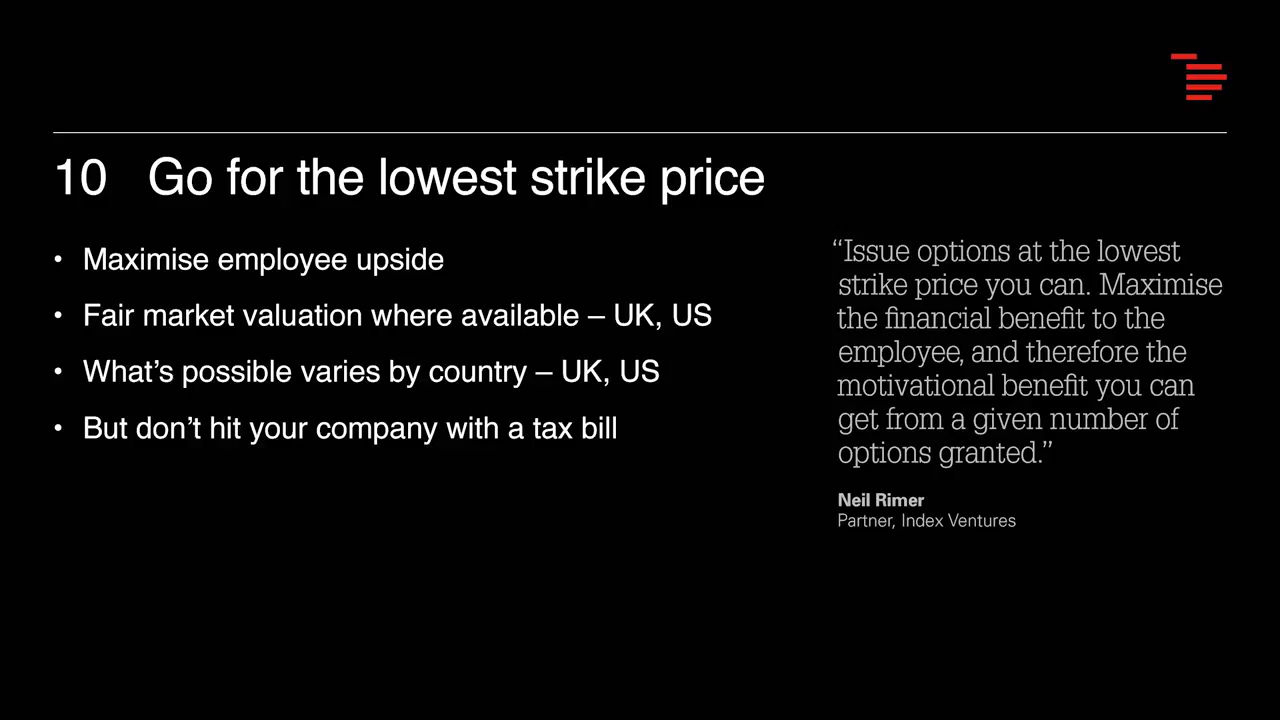 10 Go for the lowest strike price
• Maximise employee upside
• Fair market valuation where available – UK, US
• What’s possible varies by country – UK, US
• But don’t hit your company with a tax bill
“Issue options at the lowest
strike price you can. Maximise
the financial benefit to the
employee, and therefore the
motivational benefit you can
get from a given number of
options granted.”
Neil Rimer
Partner, Index Ventures